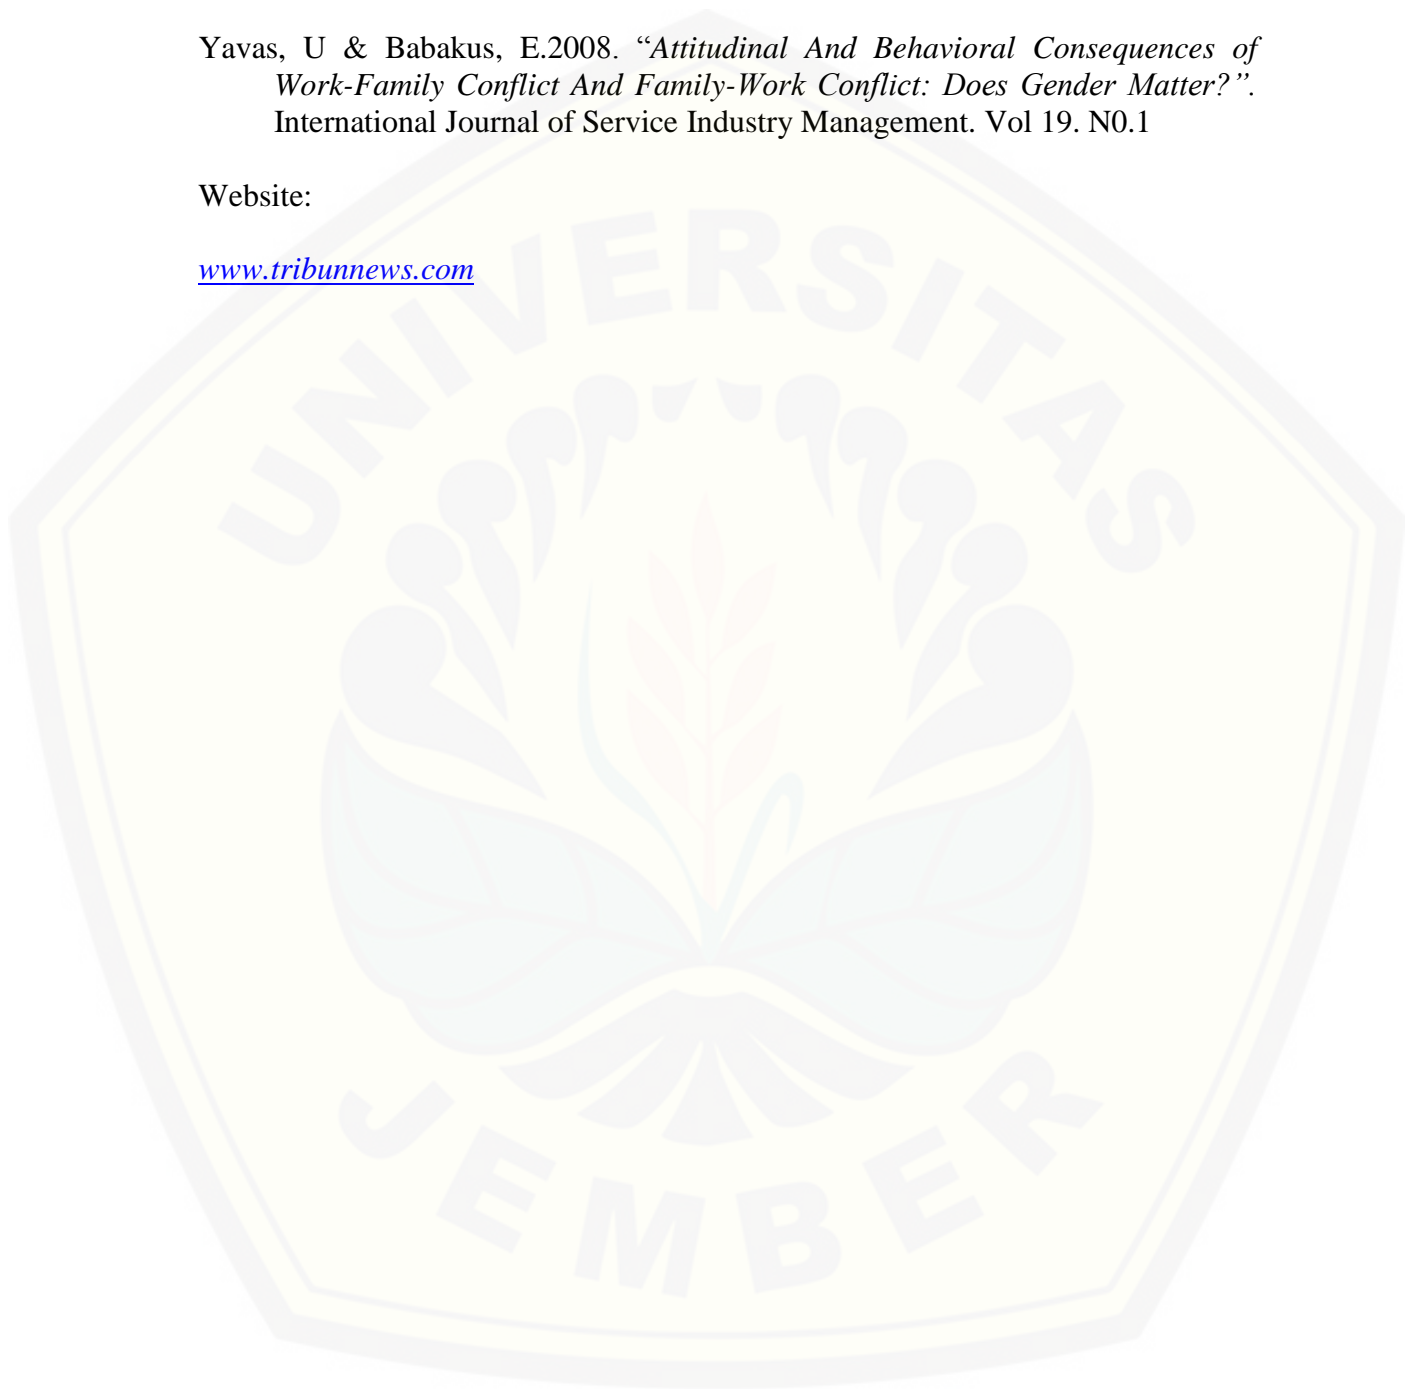 Yavas, U & Babakus, E.2008. “Attitudinal And Behavioral Consequences of
Work-Family Conflict And Family-Work Conflict: Does Gender Matter?”.
International Journal of Service Industry Management. Vol 19. N0.1
Website:
www.tribunnews.com
UNIVERSITAS
JEMBER